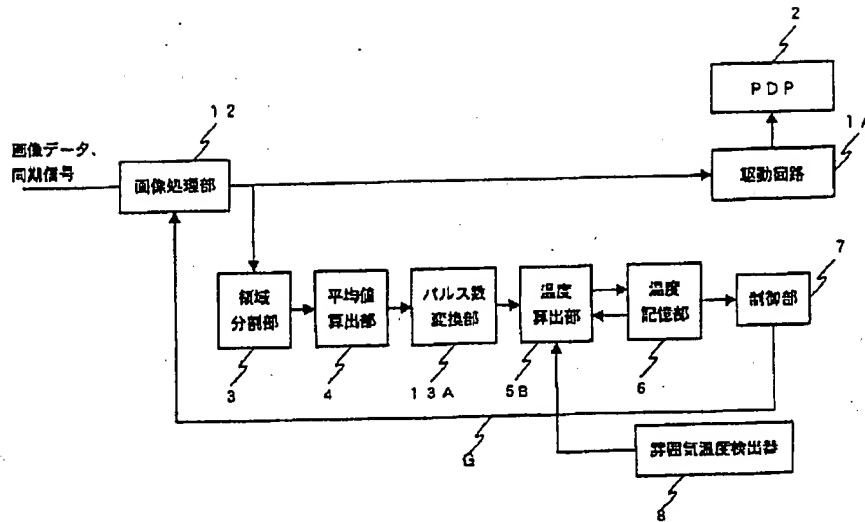 2
PDP
12
1A
画像データ、
同期信号
画像処理部
駆動回路
7
領域
分割部
平均値
算出部
パルス数
変換部
温度
算出部
温度
記憶部
制御部
3
4
13A
5B
6
G
雰囲気温度検出器
8